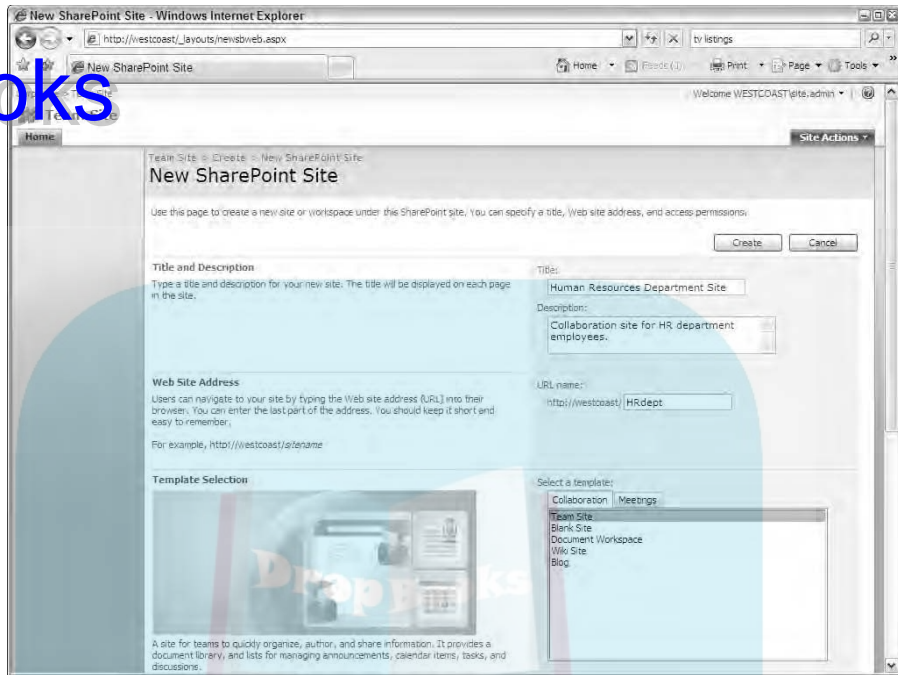 New SharePoint Site - Windows Internet Explorer
http://westcoast/_layouts/newsbweb.aspx
tv listings
New SharePoint Site
Home
Feeds (1)
Print
Page
Tools
»
oks
Team Site
Welcome WESTCOAST\site.admin
Team Site
Home
Site Actions
Team Site > Create > New SharePoint Site
New SharePoint Site
Use this page to create a new site or workspace under this SharePoint site. You can specify a title, Web site address, and access permissions.
Create
Cancel
Title and Description
Type a title and description for your new site. The title will be displayed on each page
in the site.
Title:
Human Resources Department Site
Description:
Collaboration site for HR department
employees.
Web Site Address
Users can navigate to your site by typing the Web site address (URL) into their
browser. You can enter the last part of the address. You should keep it short and
easy to remember.
For example, http://westcoast/sitename
URL name:
http://westcoast/ HRdept
Template Selection
Select a template:
Collaboration
Meetings
Team Site
Blank Site
Document Workspace
Wiki Site
Blog
DropBooks
A site for teams to quickly organize, author, and share information. It provides a
document library, and lists for managing announcements, calendar items, tasks, and
discussions.